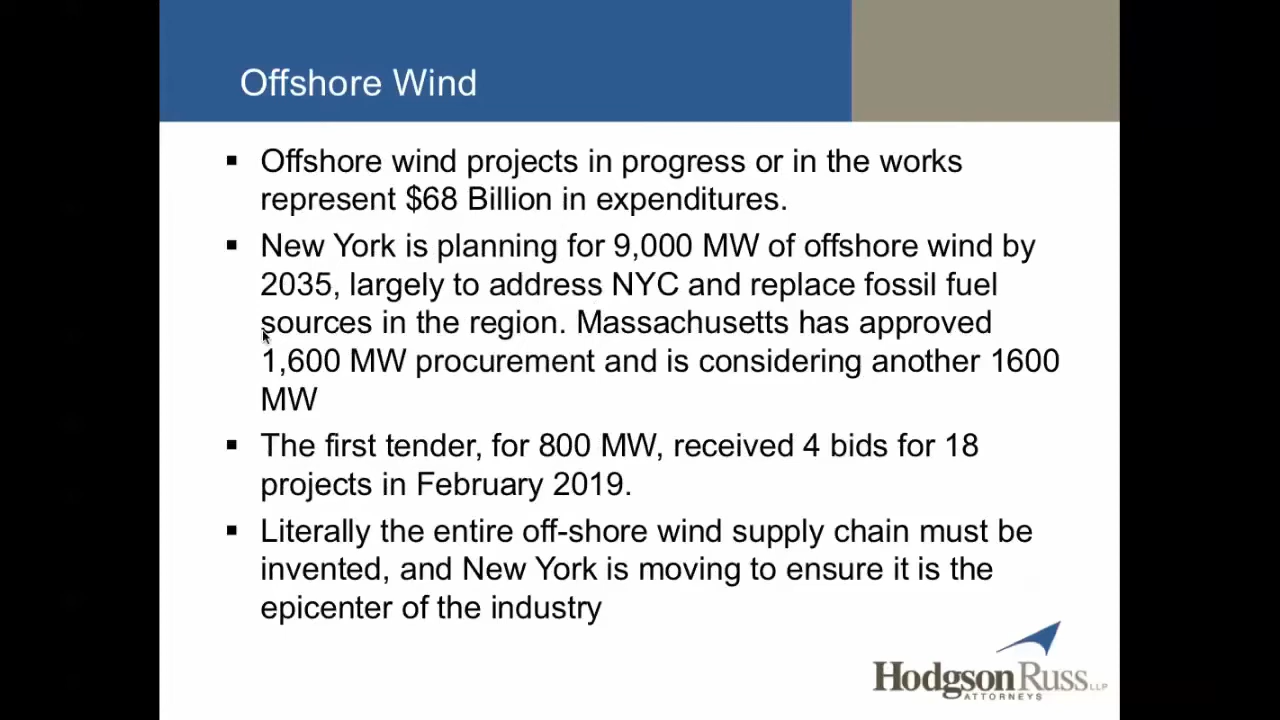 Offshore Wind
▪ Offshore wind projects in progress or in the works
represent $68 Billion in expenditures.
▪ New York is planning for 9,000 MW of offshore wind by
2035, largely to address NYC and replace fossil fuel
sources in the region. Massachusetts has approved
1,600 MW procurement and is considering another 1600
MW
▪ The first tender, for 800 MW, received 4 bids for 18
projects in February 2019.
▪ Literally the entire off-shore wind supply chain must be
invented, and New York is moving to ensure it is the
epicenter of the industry
Hodgson Russ LLP
ATTORNEYS